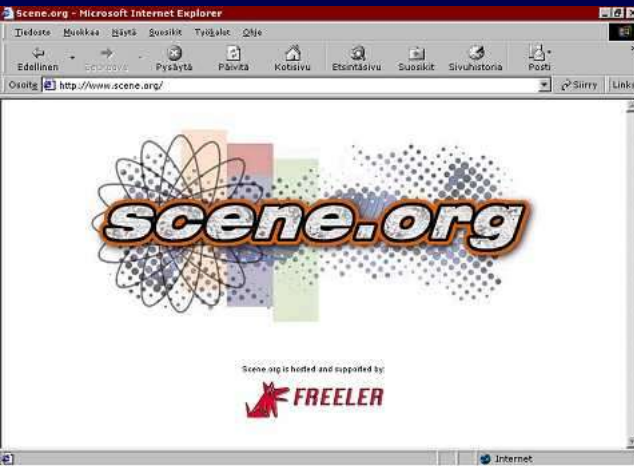 Scene.org - Microsoft Internet Explorer
Tiedosto Muokkaa Näytä Suosikit Työkalut Ohje
Edellinen Seuraava Pysäytä Päivitä Kotisivu Etsintäsivu Suosikit Sivuhistoria Posti
Osoite http://www.scene.org/ Siirry Links
scene.org
Scene.org is hosted and supported by:
FREELER
Internet